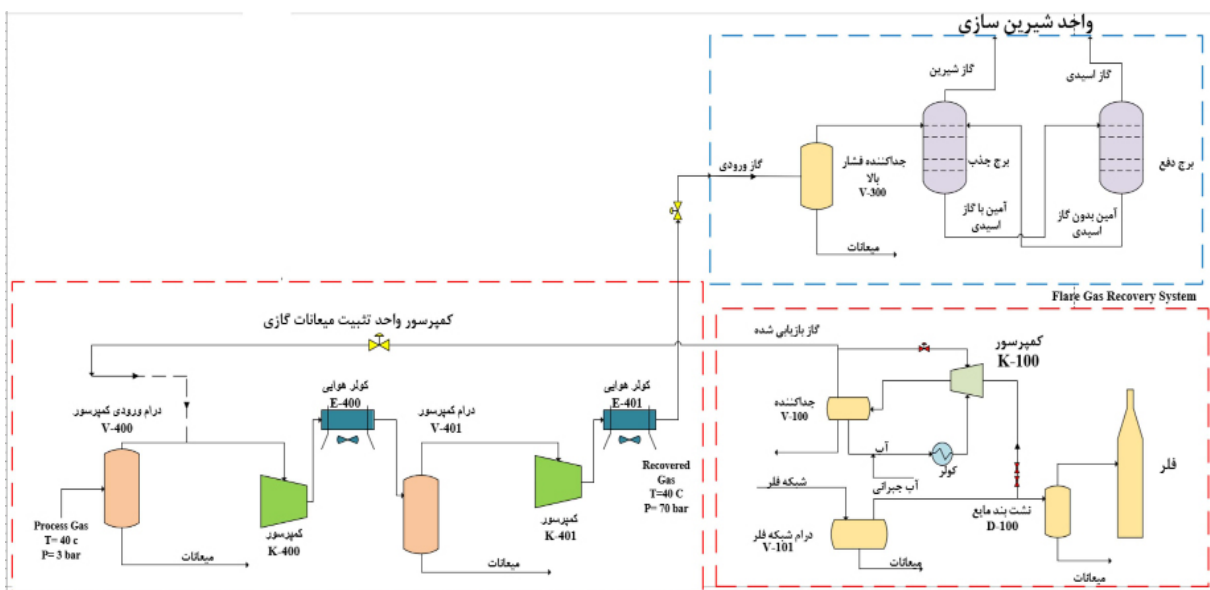 واحد شیرین سازی
گاز شیرین
گاز اسیدی
گاز ورودی
جداکننده فشار
بالا
V-300
برج جذب
برج دفع
آمین با گاز
اسیدی
آمین بدون گاز
اسیدی
میعانات
Flare Gas Recovery System
کمپرسور واحد تثبیت میعانات گازی
گاز بازیابی شده
کمپرسور
K-100
کولر هوایی
E-400
کولر هوایی
E-401
درام ورودی کمپرسور
V-400
درام کمپرسور
V-401
جداکننده
V-100
آب
کولر
آب جبرانی
فلر
شبکه فلر
Recovered
Gas
T=40 C
P= 70 bar
Process Gas
T= 40 c
P= 3 bar
کمپرسور
K-400
کمپرسور
K-401
نشت بند مایع
D-100
درام شبکه فلر
V-101
میعانات
میعانات
میعانات
میعانات